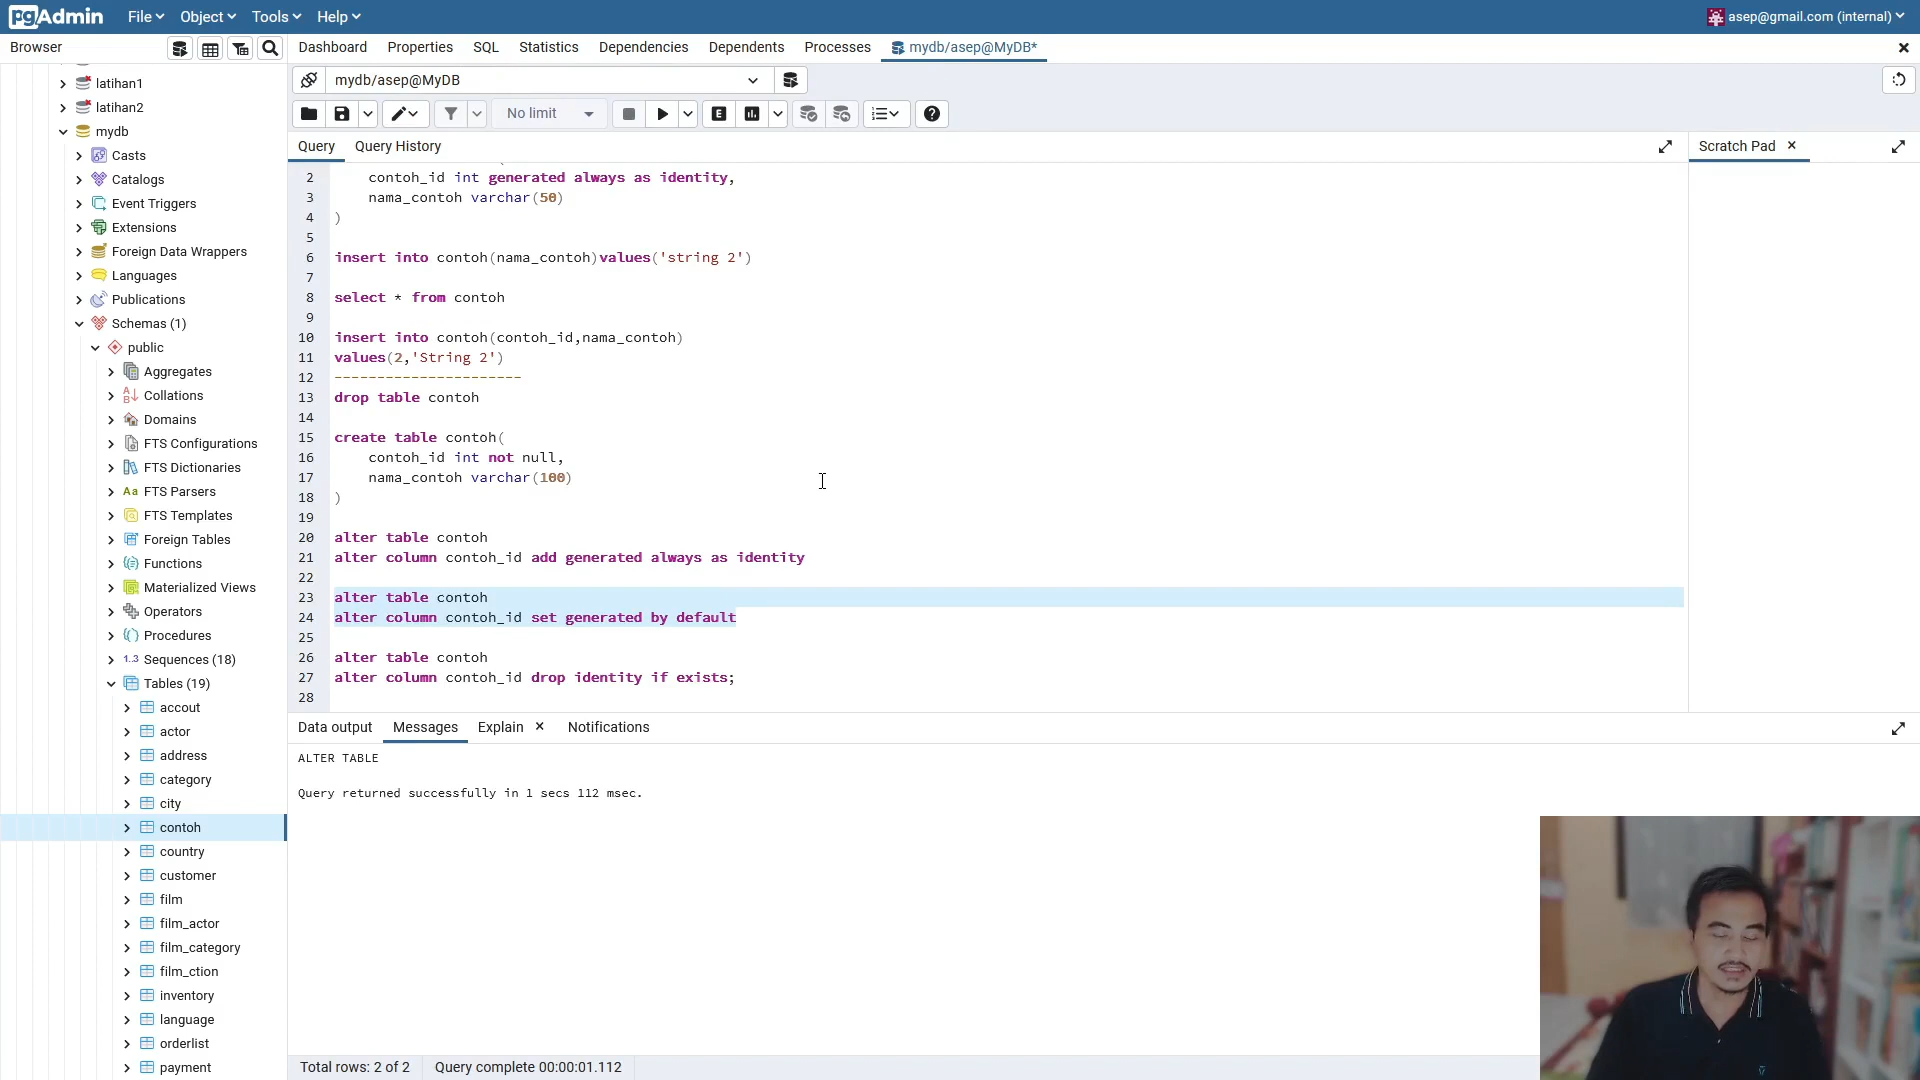 pgAdmin File Object Tools Help asep@gmail.com (internal)
Browser Dashboard Properties SQL Statistics Dependencies Dependents Processes mydb/asep@MyDB*
latihan1
latihan2
mydb
Casts
Catalogs
Event Triggers
Extensions
Foreign Data Wrappers
Languages
Publications
Schemas (1)
public
Aggregates
Collations
Domains
FTS Configurations
FTS Dictionaries
FTS Parsers
FTS Templates
Foreign Tables
Functions
Materialized Views
Operators
Procedures
1..3 Sequences (18)
Tables (19)
accout
actor
address
category
city
contoh
country
customer
film
film_actor
film_category
film_ction
inventory
language
orderlist
payment
mydb/asep@MyDB
No limit
Query Query History
Scratch Pad
2 contoh_id int generated always as identity,
3 nama_contoh varchar(50)
4 )
5
6 insert into contoh(nama_contoh)values('string 2')
7
8 select * from contoh
9
10 insert into contoh(contoh_id,nama_contoh)
11 values(2,'String 2')
12 ----------------------
13 drop table contoh
14
15 create table contoh(
16 contoh_id int not null,
17 nama_contoh varchar(100)
18 )
19
20 alter table contoh
21 alter column contoh_id add generated always as identity
22
23 alter table contoh
24 alter column contoh_id set generated by default
25
26 alter table contoh
27 alter column contoh_id drop identity if exists;
28
Data output Messages Explain Notifications
ALTER TABLE
Query returned successfully in 1 secs 112 msec.
Total rows: 2 of 2 Query complete 00:00:01.112